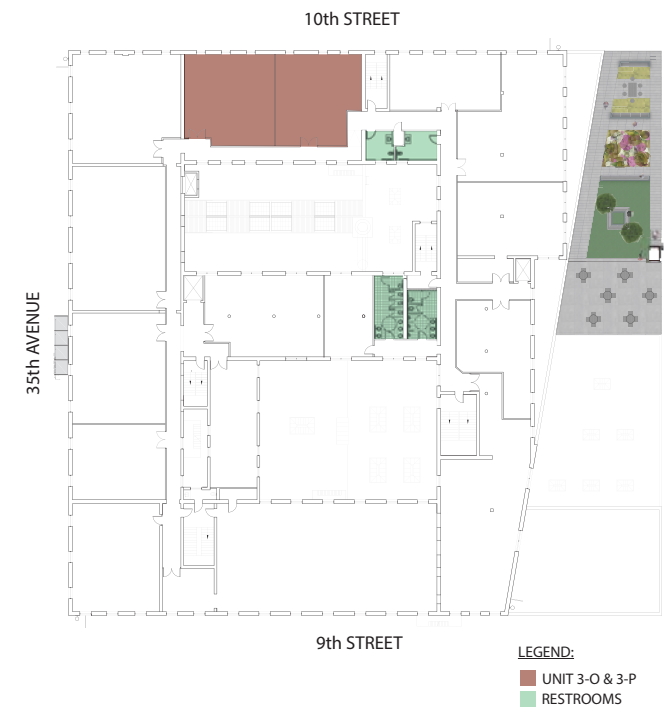 10th STREET
35th AVENUE
9th STREET
LEGEND:
UNIT 3-O & 3-P
RESTROOMS